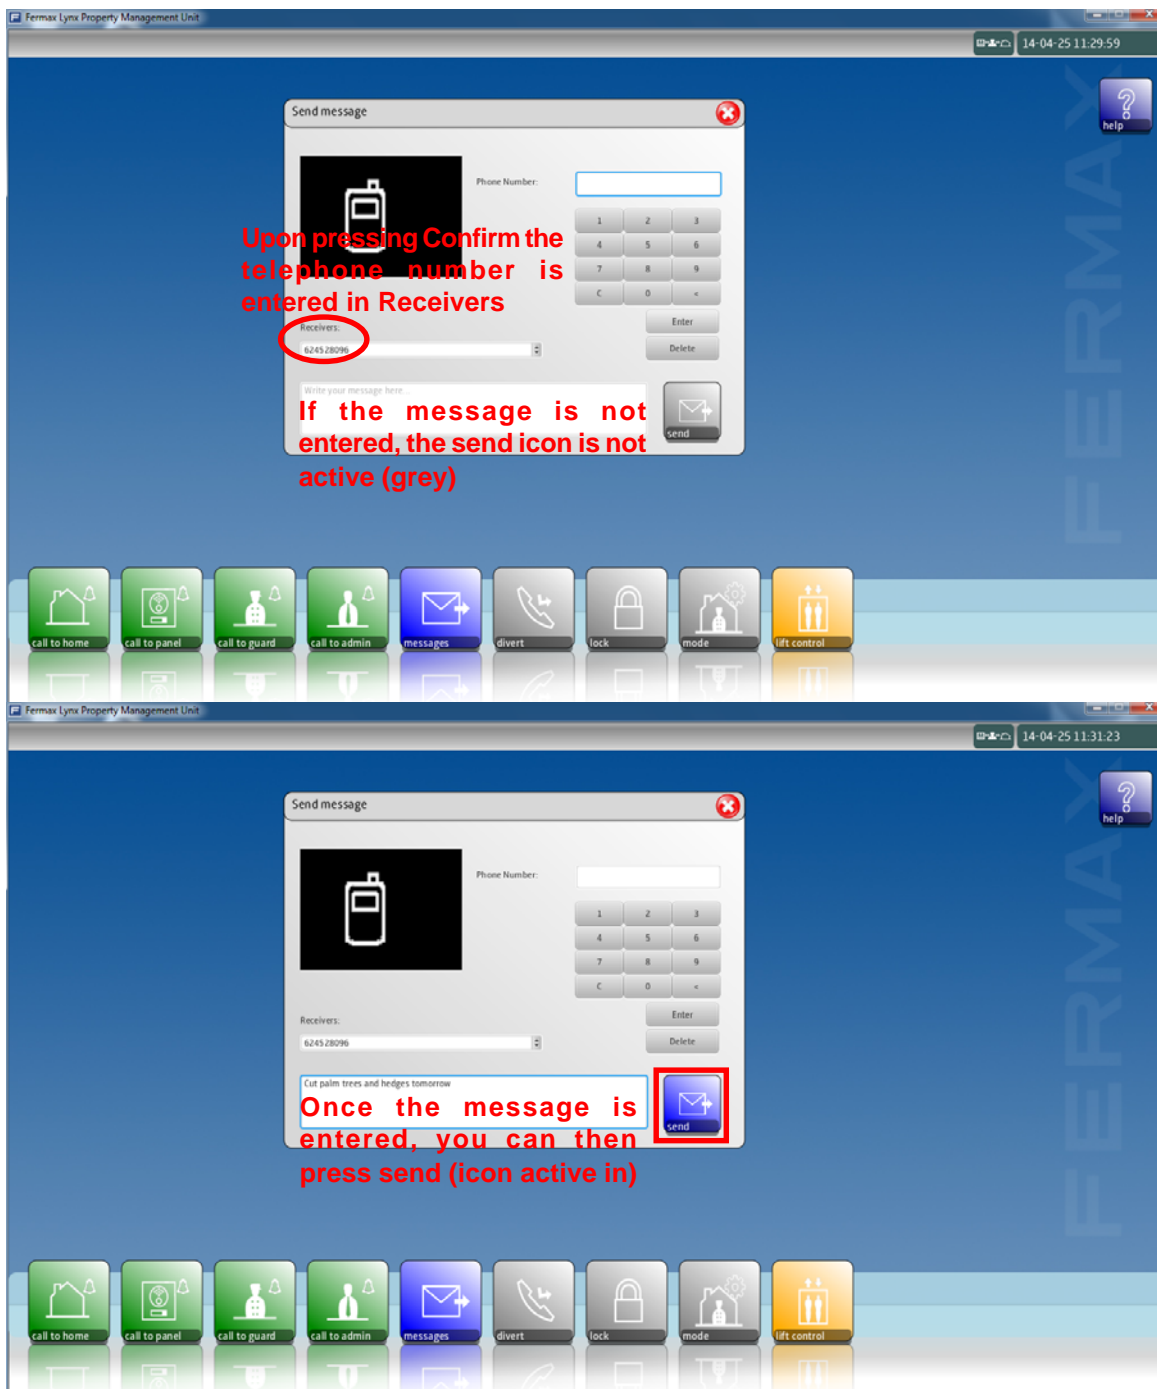 Fermax Lynx Property Management Unit
14-04-25 11:29:59
help
FERMAX
Send message
Phone Number:
1 2 3
4 5 6
7 8 9
C 0 <
Upon pressing Confirm the
telephone number is
entered in Receivers
Enter
Receivers:
624528096
Delete
Write your message here...
If the message is not
entered, the send icon is not
active (grey)
send
call to home call to panel call to guard call to admin messages divert lock mode lift control
Fermax Lynx Property Management Unit
14-04-25 11:31:23
help
FERMAX
Send message
Phone Number:
1 2 3
4 5 6
7 8 9
C 0 <
Enter
Receivers:
624528096
Delete
Cut palm trees and hedges tomorrow
Once the message is
entered, you can then
press send (icon active in)
send
call to home call to panel call to guard call to admin messages divert lock mode lift control